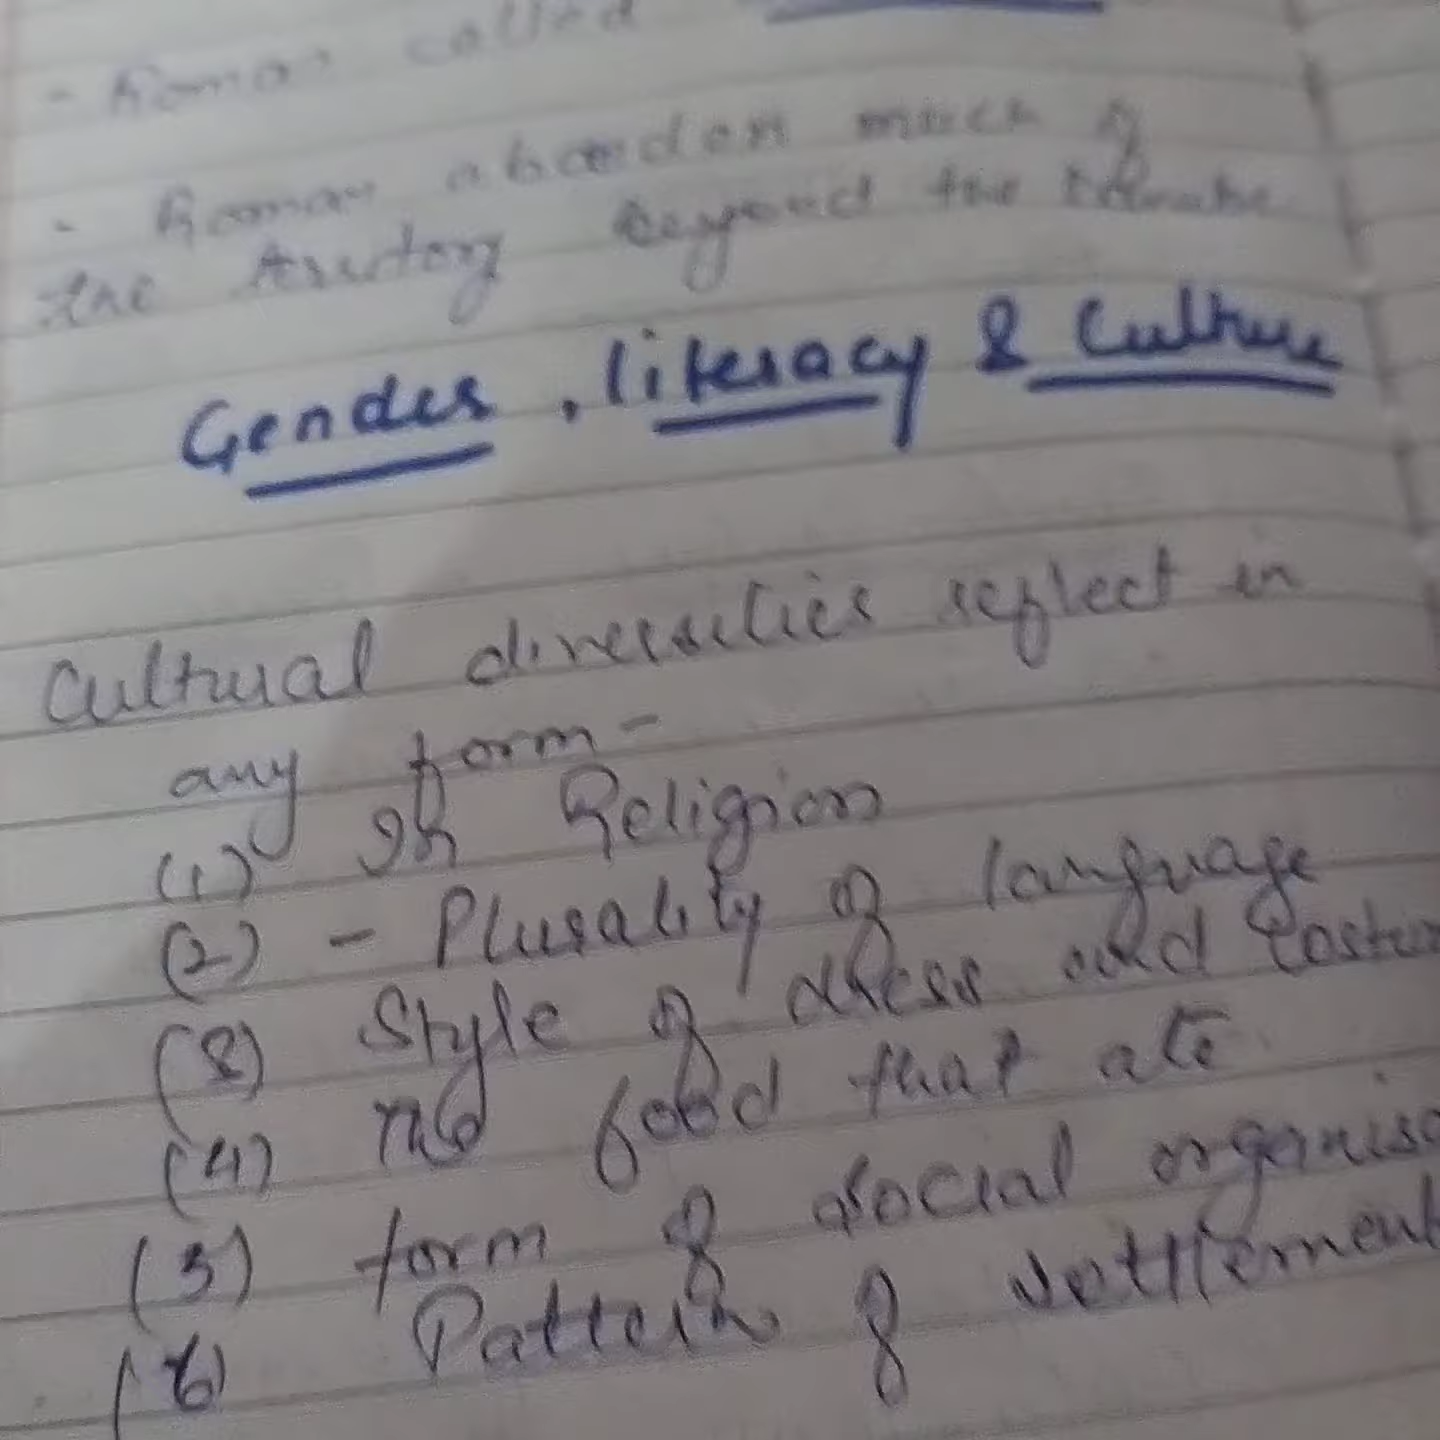 - Roman called
- Roman abandon much of
the territory beyond the
Gender, literacy & Culture
Cultural diversities reflect in
any form -
(1) In Religion
(2) - Plurality of language
(3) Style of dress and
(4) The food that ate
(5) form of social
(6) Pattern of settlement